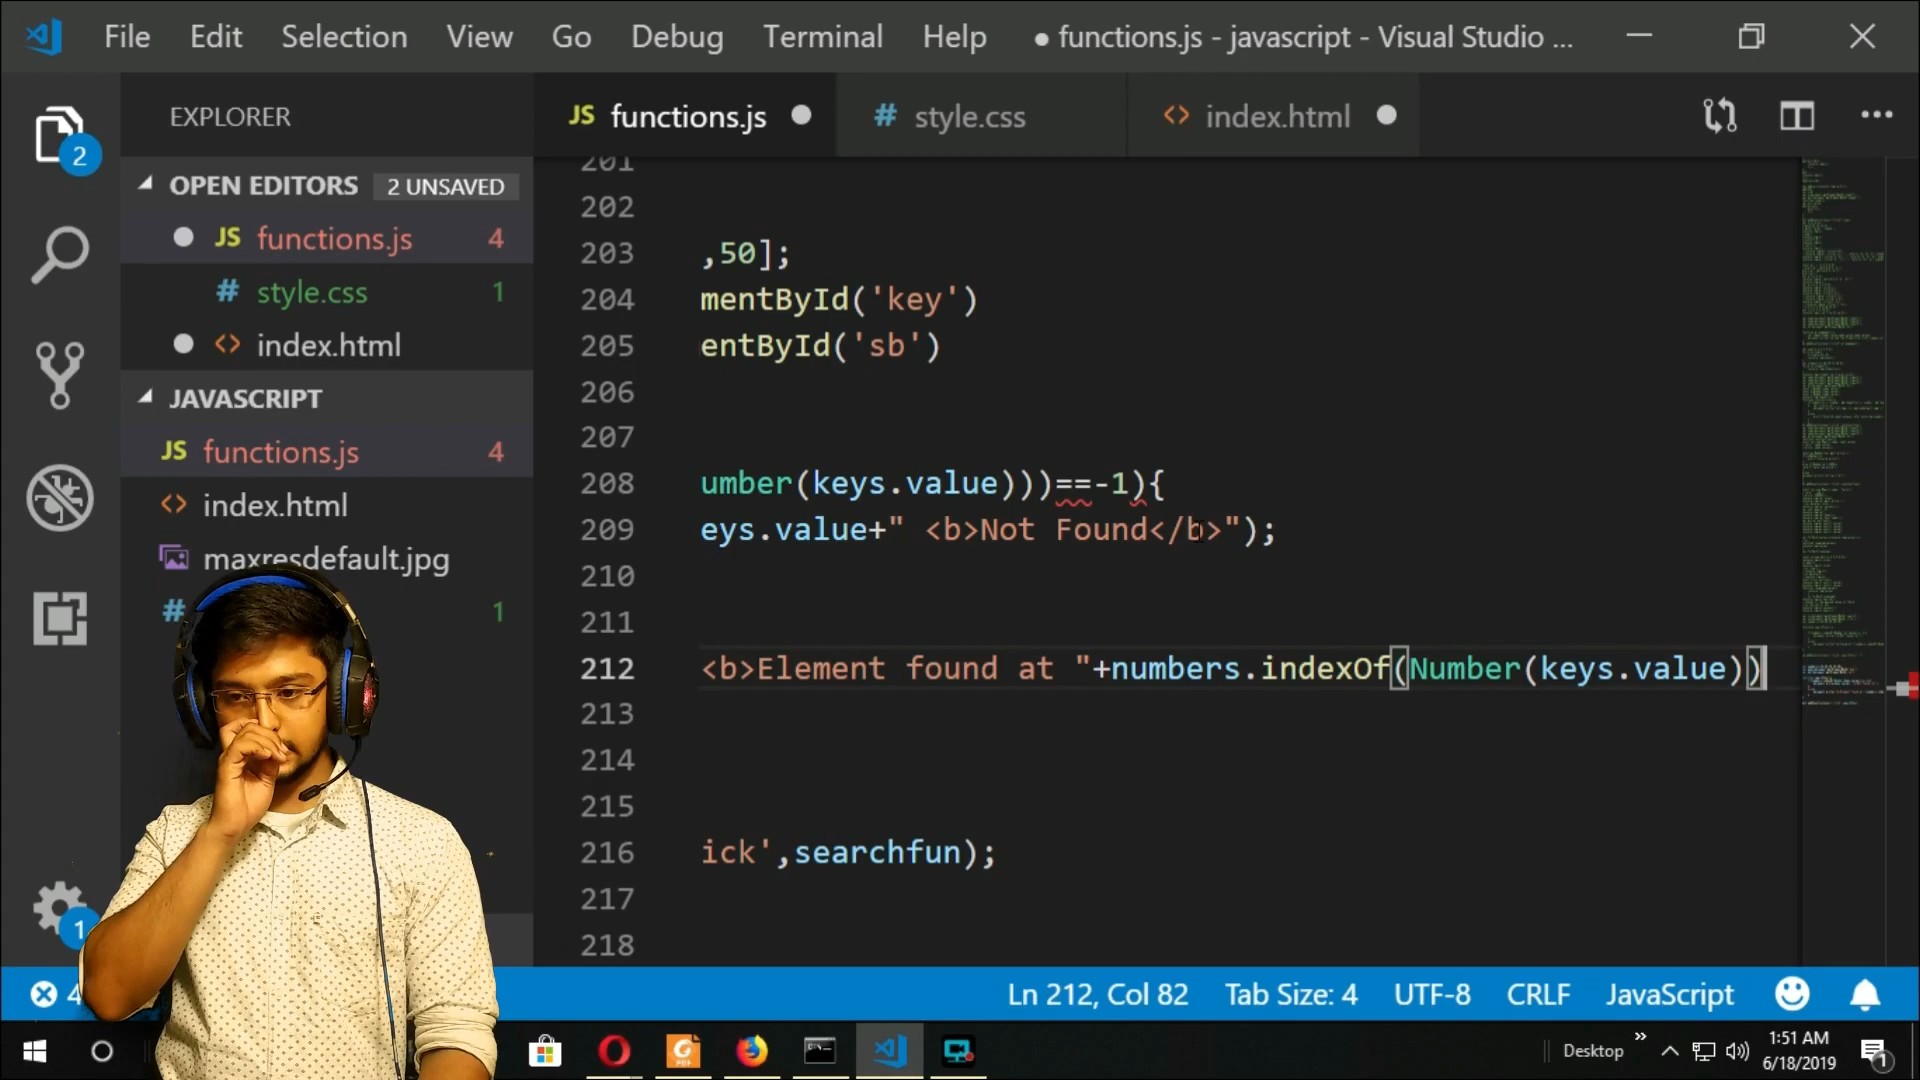 File Edit Selection View Go Debug Terminal Help ● functions.js - javascript - Visual Studio ...
EXPLORER
JS functions.js
# style.css
<> index.html
2
OPEN EDITORS 2 UNSAVED
JS functions.js 4
# style.css 1
<> index.html
JAVASCRIPT
JS functions.js 4
<> index.html
maxresdefault.jpg
# 1
201
202
203 ,50];
204 mentById('key')
205 entById('sb')
206
207
208 umber(keys.value)))==-1){
209 eys.value+" <b>Not Found</b>");
210
211
212 <b>Element found at "+numbers.indexOf(Number(keys.value))
213
214
215
216 ick',searchfun);
217
218
1
4
Ln 212, Col 82 Tab Size: 4 UTF-8 CRLF JavaScript
PDF
Desktop »
1:51 AM
6/18/2019
1